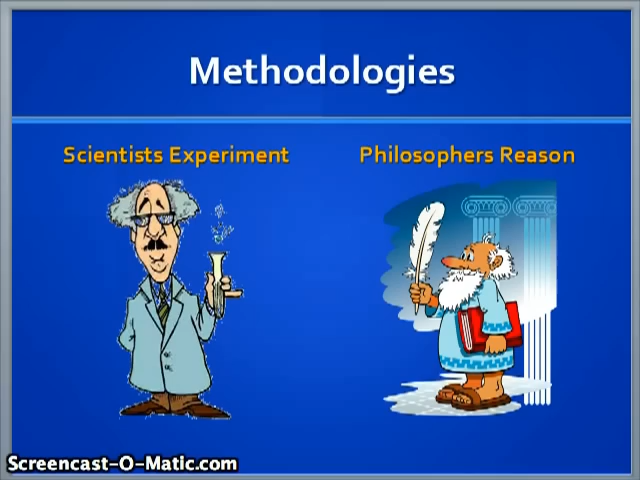 Methodologies
Scientists Experiment
Philosophers Reason
Screencast-O-Matic.com